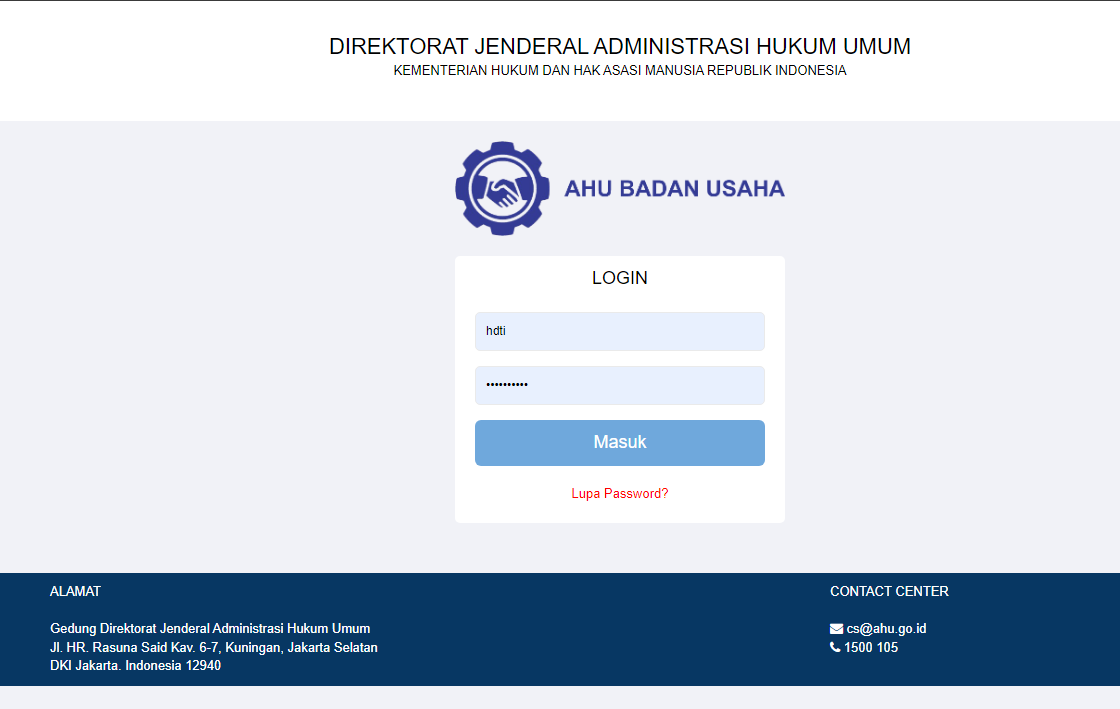 DIREKTORAT JENDERAL ADMINISTRASI HUKUM UMUM
KEMENTERIAN HUKUM DAN HAK ASASI MANUSIA REPUBLIK INDONESIA
AHU BADAN USAHA
LOGIN
hdti
••••••••••
Masuk
Lupa Password?
ALAMAT
Gedung Direktorat Jenderal Administrasi Hukum Umum
Jl. HR. Rasuna Said Kav. 6-7, Kuningan, Jakarta Selatan
DKI Jakarta. Indonesia 12940
CONTACT CENTER
cs@ahu.go.id
1500 105